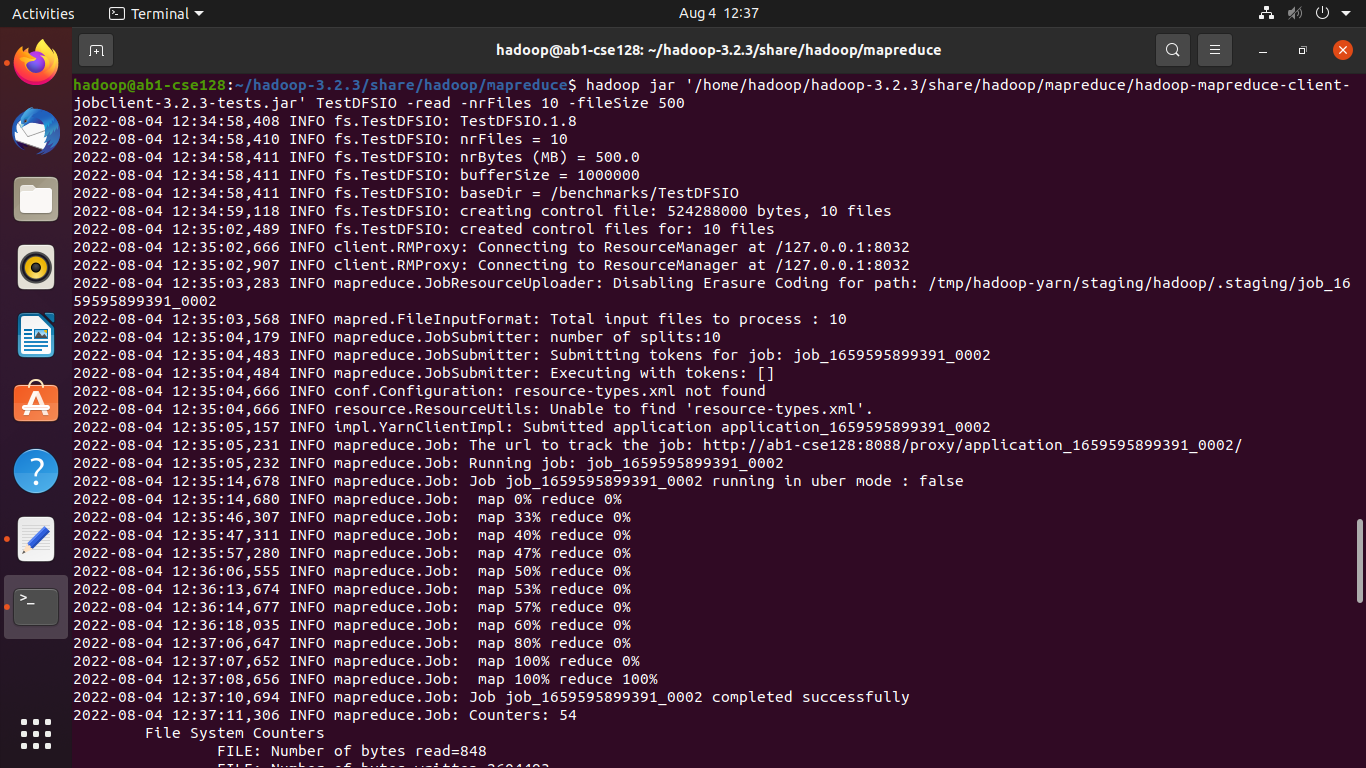 Activities Terminal Aug 4 12:37
hadoop@ab1-cse128: ~/hadoop-3.2.3/share/hadoop/mapreduce
hadoop@ab1-cse128:~/hadoop-3.2.3/share/hadoop/mapreduce$ hadoop jar '/home/hadoop/hadoop-3.2.3/share/hadoop/mapreduce/hadoop-mapreduce-client-
jobclient-3.2.3-tests.jar' TestDFSIO -read -nrFiles 10 -fileSize 500
2022-08-04 12:34:58,408 INFO fs.TestDFSIO: TestDFSIO.1.8
2022-08-04 12:34:58,410 INFO fs.TestDFSIO: nrFiles = 10
2022-08-04 12:34:58,411 INFO fs.TestDFSIO: nrBytes (MB) = 500.0
2022-08-04 12:34:58,411 INFO fs.TestDFSIO: bufferSize = 1000000
2022-08-04 12:34:58,411 INFO fs.TestDFSIO: baseDir = /benchmarks/TestDFSIO
2022-08-04 12:34:59,118 INFO fs.TestDFSIO: creating control file: 524288000 bytes, 10 files
2022-08-04 12:35:02,489 INFO fs.TestDFSIO: created control files for: 10 files
2022-08-04 12:35:02,666 INFO client.RMProxy: Connecting to ResourceManager at /127.0.0.1:8032
2022-08-04 12:35:02,907 INFO client.RMProxy: Connecting to ResourceManager at /127.0.0.1:8032
2022-08-04 12:35:03,283 INFO mapreduce.JobResourceUploader: Disabling Erasure Coding for path: /tmp/hadoop-yarn/staging/hadoop/.staging/job_16
59595899391_0002
2022-08-04 12:35:03,568 INFO mapred.FileInputFormat: Total input files to process : 10
2022-08-04 12:35:04,179 INFO mapreduce.JobSubmitter: number of splits:10
2022-08-04 12:35:04,483 INFO mapreduce.JobSubmitter: Submitting tokens for job: job_1659595899391_0002
2022-08-04 12:35:04,484 INFO mapreduce.JobSubmitter: Executing with tokens: []
2022-08-04 12:35:04,666 INFO conf.Configuration: resource-types.xml not found
2022-08-04 12:35:04,666 INFO resource.ResourceUtils: Unable to find 'resource-types.xml'.
2022-08-04 12:35:05,157 INFO impl.YarnClientImpl: Submitted application application_1659595899391_0002
2022-08-04 12:35:05,231 INFO mapreduce.Job: The url to track the job: http://ab1-cse128:8088/proxy/application_1659595899391_0002/
2022-08-04 12:35:05,232 INFO mapreduce.Job: Running job: job_1659595899391_0002
2022-08-04 12:35:14,678 INFO mapreduce.Job: Job job_1659595899391_0002 running in uber mode : false
2022-08-04 12:35:14,680 INFO mapreduce.Job:  map 0% reduce 0%
2022-08-04 12:35:46,307 INFO mapreduce.Job:  map 33% reduce 0%
2022-08-04 12:35:47,311 INFO mapreduce.Job:  map 40% reduce 0%
2022-08-04 12:35:57,280 INFO mapreduce.Job:  map 47% reduce 0%
2022-08-04 12:36:06,555 INFO mapreduce.Job:  map 50% reduce 0%
2022-08-04 12:36:13,674 INFO mapreduce.Job:  map 53% reduce 0%
2022-08-04 12:36:14,677 INFO mapreduce.Job:  map 57% reduce 0%
2022-08-04 12:36:18,035 INFO mapreduce.Job:  map 60% reduce 0%
2022-08-04 12:37:06,647 INFO mapreduce.Job:  map 80% reduce 0%
2022-08-04 12:37:07,652 INFO mapreduce.Job:  map 100% reduce 0%
2022-08-04 12:37:08,656 INFO mapreduce.Job:  map 100% reduce 100%
2022-08-04 12:37:10,694 INFO mapreduce.Job: Job job_1659595899391_0002 completed successfully
2022-08-04 12:37:11,306 INFO mapreduce.Job: Counters: 54
File System Counters
FILE: Number of bytes read=848